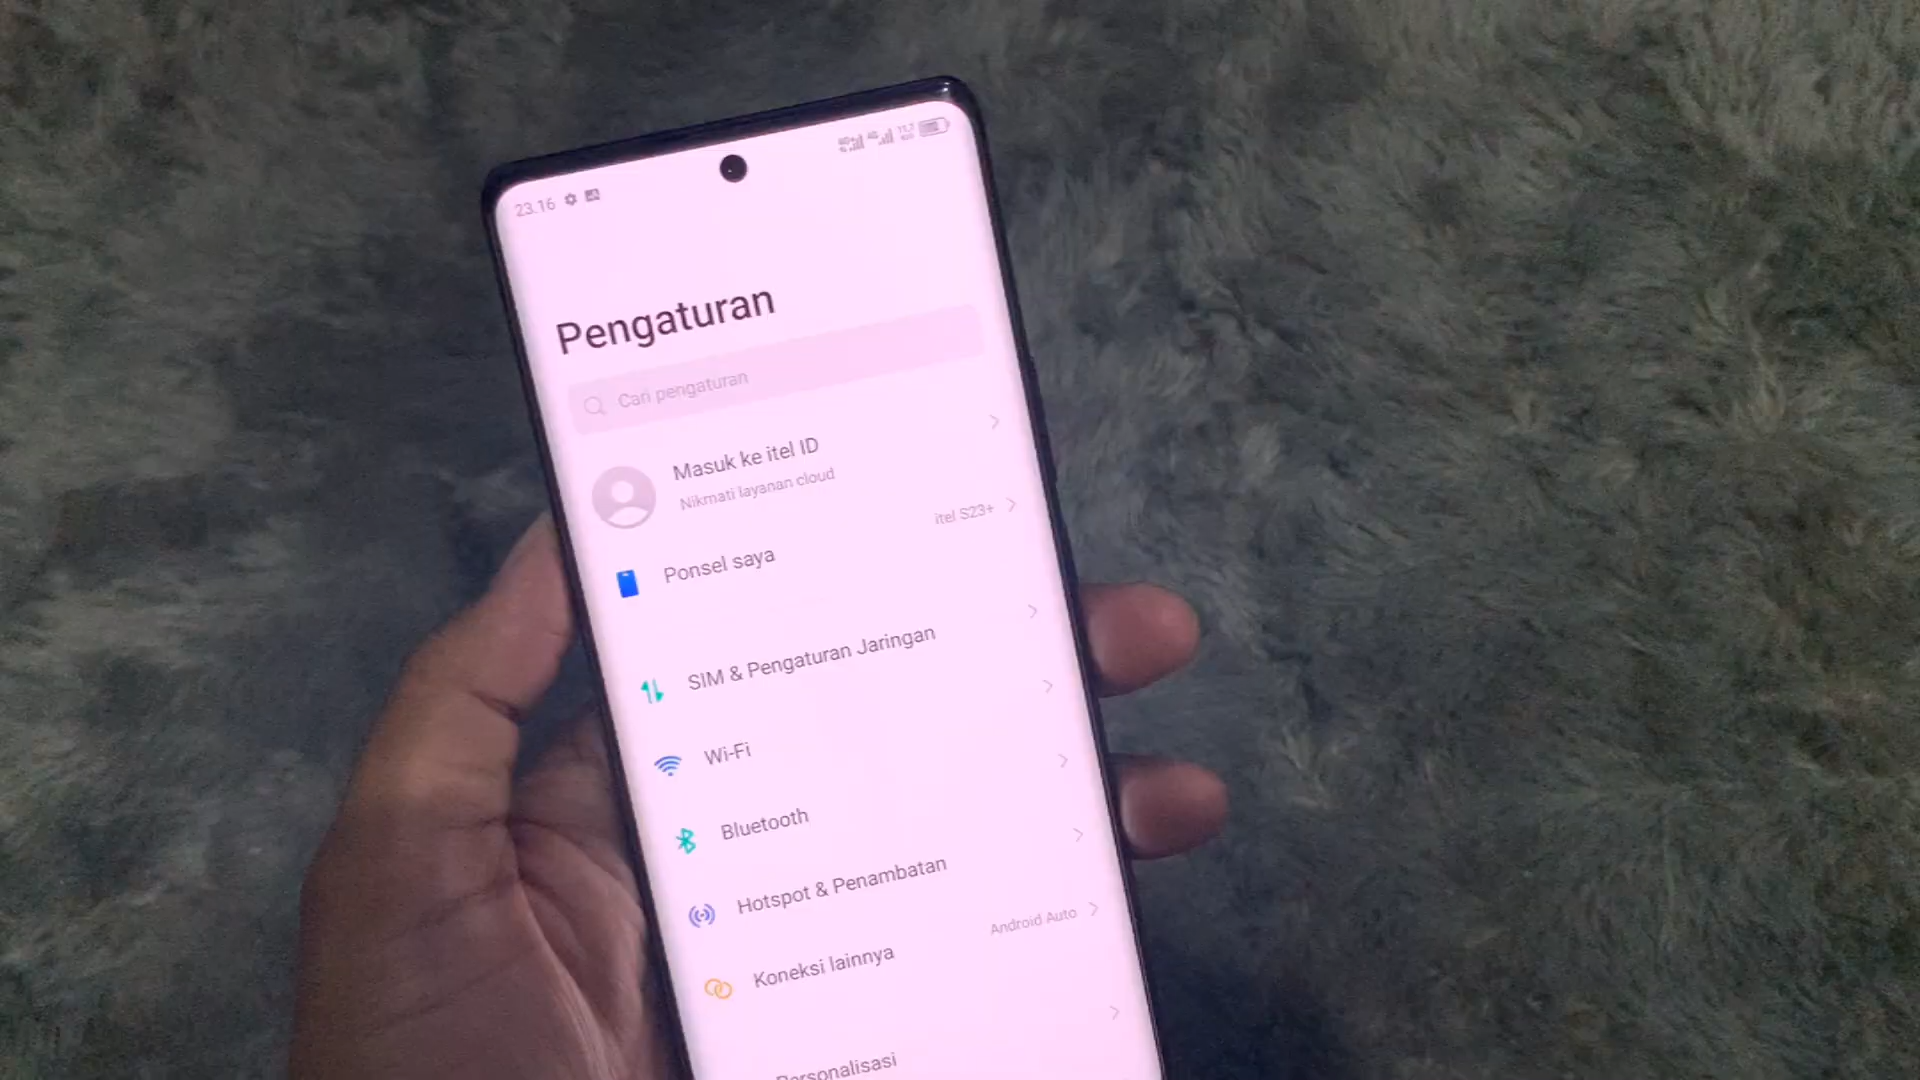 23.16
Pengaturan
Cari pengaturan
Masuk ke itel ID
Nikmati layanan cloud
Ponsel saya
itel S23+
SIM & Pengaturan Jaringan
Wi-Fi
Bluetooth
Hotspot & Penambatan
Koneksi lainnya
Android Auto
Personalisasi